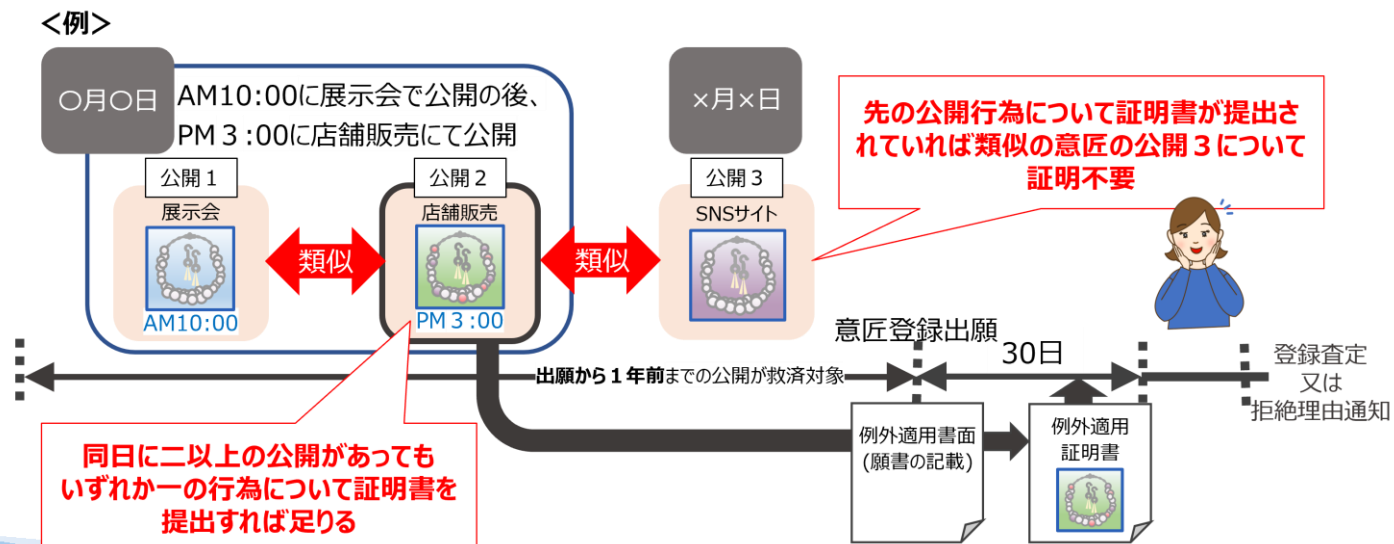 ＜例＞
〇月〇日
AM10:00に展示会で公開の後、
PM３:00に店舗販売にて公開
×月×日
先の公開行為について証明書が提出さ
れていれば類似の意匠の公開３について
証明不要
公開１
展示会
AM10:00
類似
公開２
店舗販売
PM３:00
類似
公開３
SNSサイト
意匠登録出願
30日
出願から１年前までの公開が救済対象
登録査定
又は
拒絶理由通知
同日に二以上の公開があっても
いずれか一の行為について証明書を
提出すれば足りる
例外適用書面
(願書の記載)
例外適用
証明書